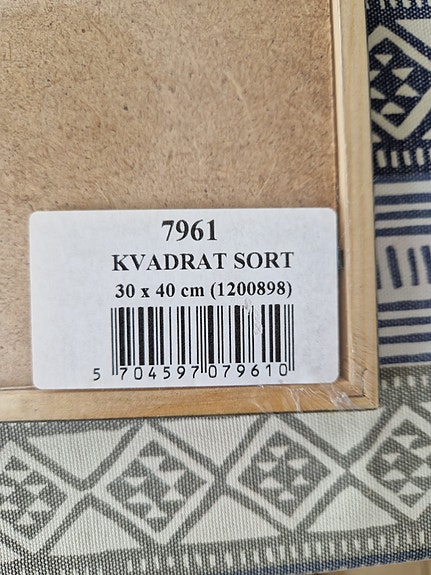 7961
KVADRAT SORT
30 x 40 cm (1200898)
5 704597 079610